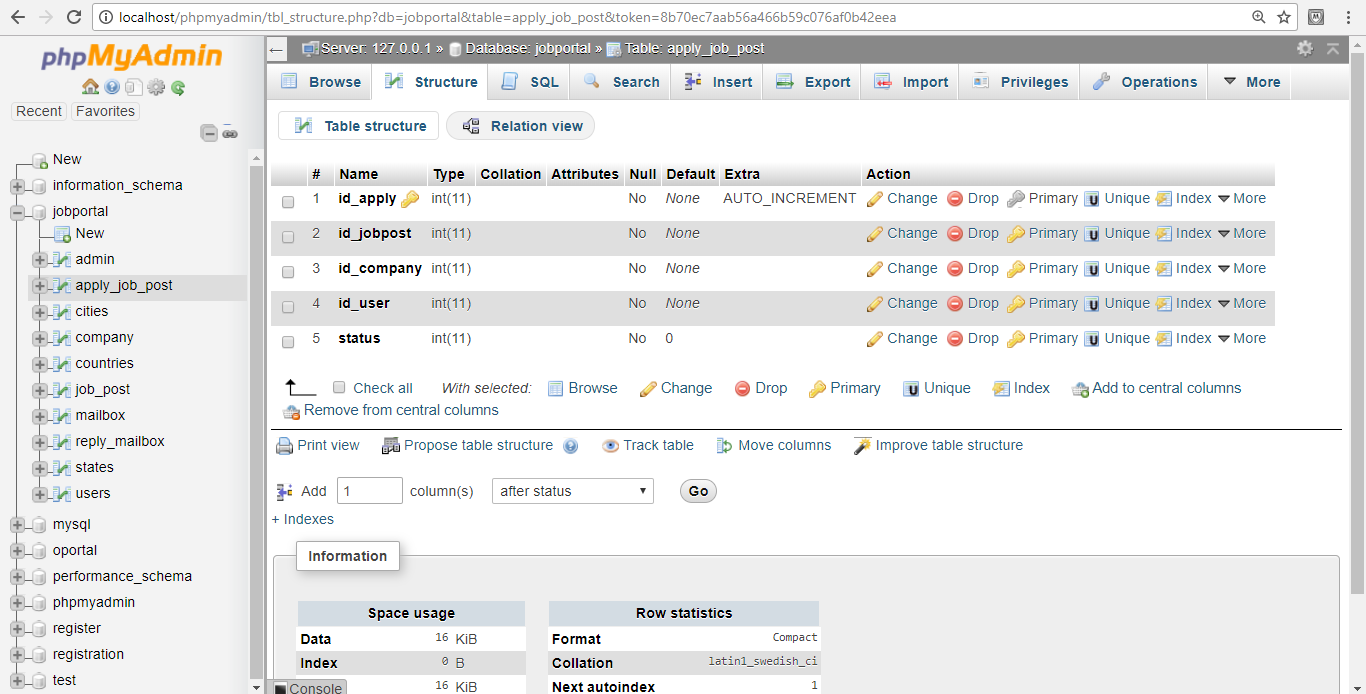 localhost/phpmyadmin/tbl_structure.php?db=jobportal&table=apply_job_post&token=8b70ec7aab56a466b59c076af0b42eea
phpMyAdmin
Recent Favorites
New
information_schema
jobportal
New
admin
apply_job_post
cities
company
countries
job_post
mailbox
reply_mailbox
states
users
mysql
oportal
performance_schema
phpmyadmin
register
registration
test
Server: 127.0.0.1 » Database: jobportal » Table: apply_job_post
Browse Structure SQL Search Insert Export Import Privileges Operations More
Table structure Relation view
# Name Type Collation Attributes Null Default Extra Action
1 id_apply int(11) No None AUTO_INCREMENT Change Drop Primary Unique Index More
2 id_jobpost int(11) No None Change Drop Primary Unique Index More
3 id_company int(11) No None Change Drop Primary Unique Index More
4 id_user int(11) No None Change Drop Primary Unique Index More
5 status int(11) No 0 Change Drop Primary Unique Index More
Check all With selected: Browse Change Drop Primary Unique Index Add to central columns
Remove from central columns
Print view Propose table structure Track table Move columns Improve table structure
Add 1 column(s) after status Go
+ Indexes
Information
Space usage
Data 16 KiB
Index 0 B
16 KiB
Row statistics
Format Compact
Collation latin1_swedish_ci
Next autoindex 1
Console